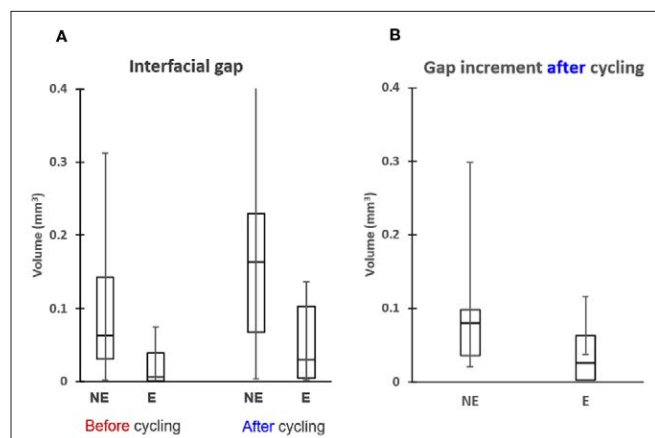 A
Interfacial gap
Volume (mm³)
0.4
0.3
0.2
0.1
0
NE E NE E
Before cycling After cycling
B
Gap increment after cycling
Volume (mm³)
0.4
0.3
0.2
0.1
0
NE E